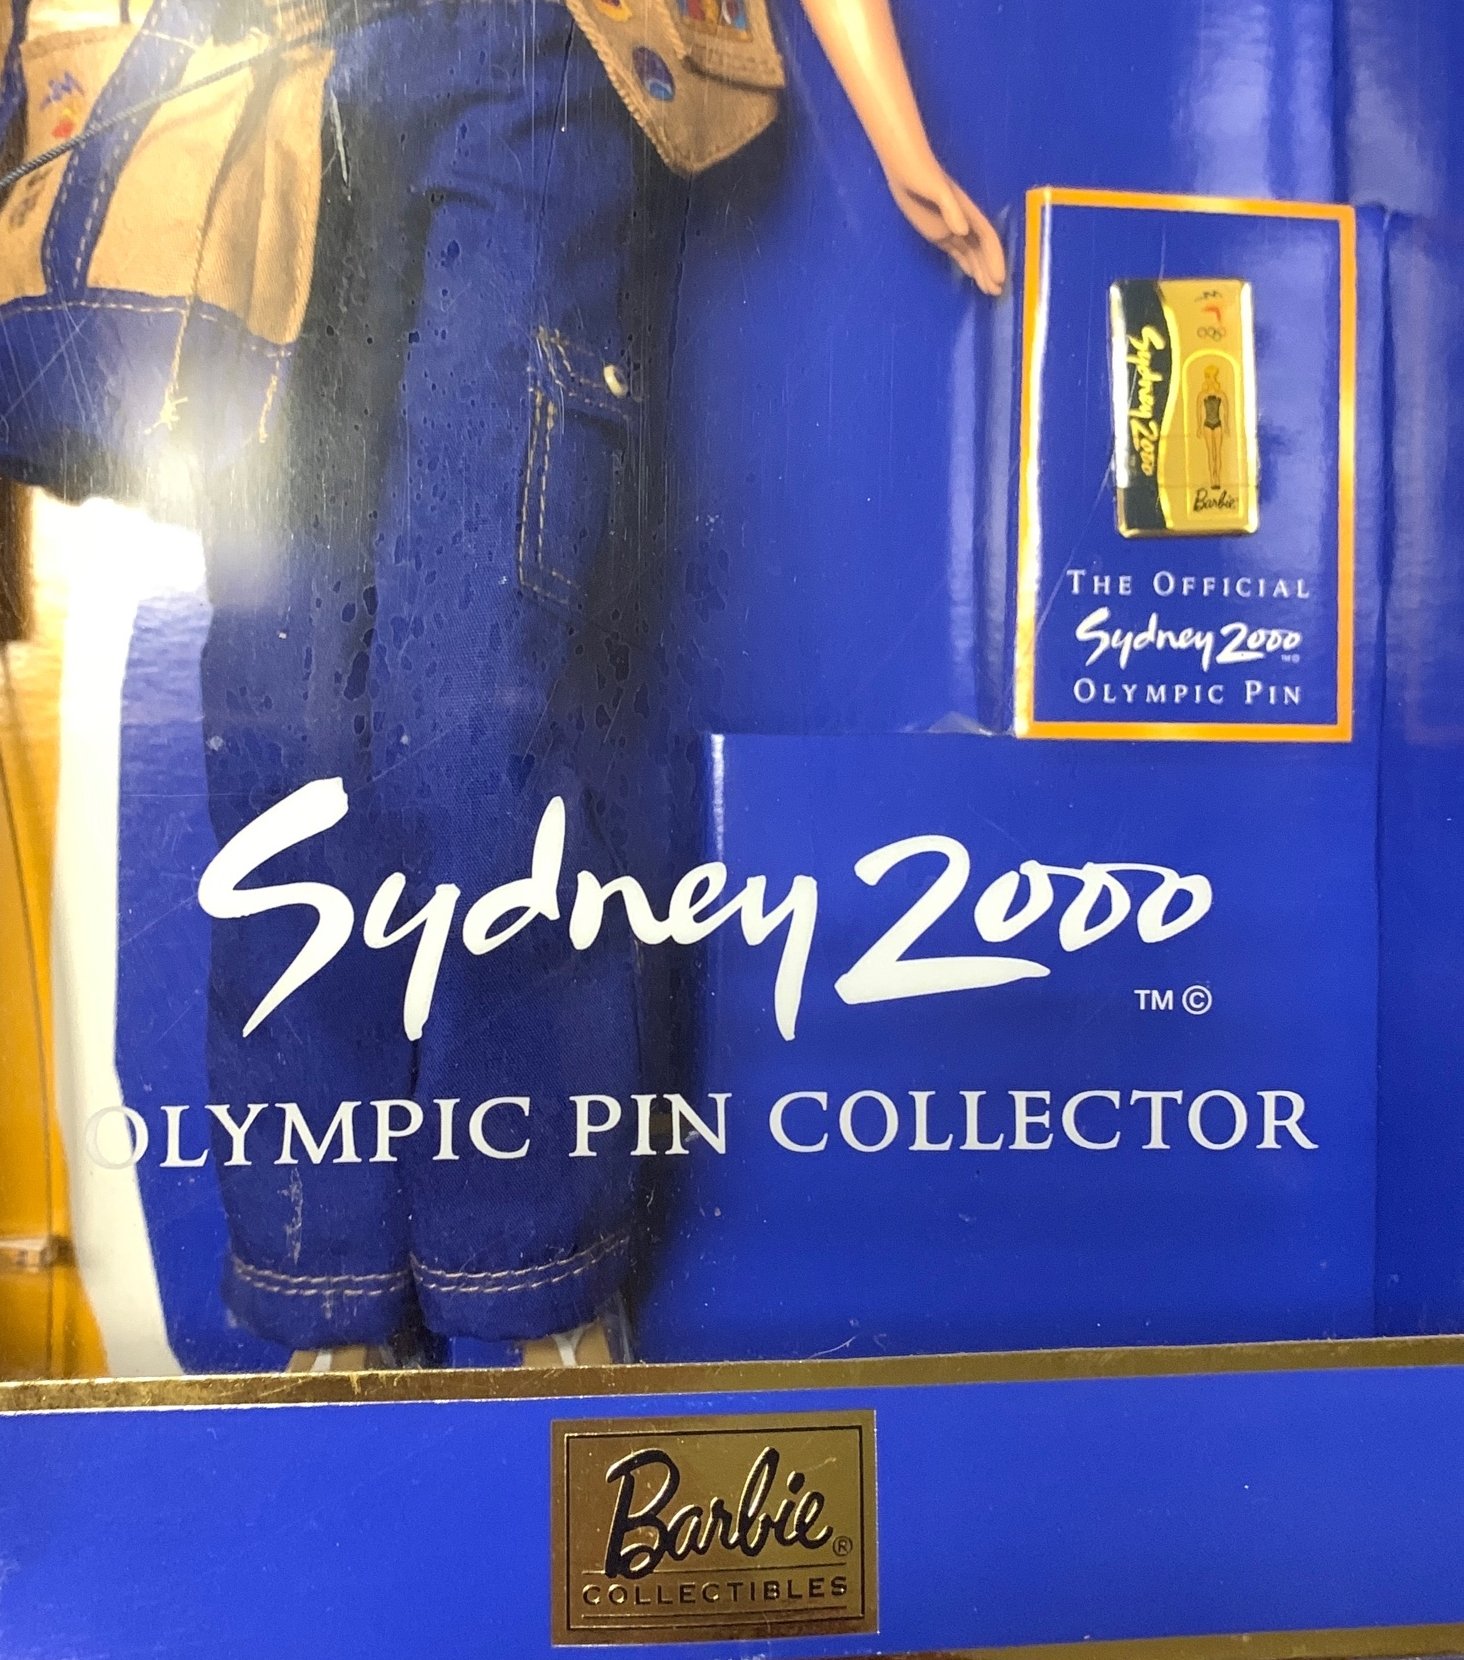 Sydney 2000
Barbie
THE OFFICIAL
Sydney 2000
OLYMPIC PIN
Sydney 2000
TM ©
OLYMPIC PIN COLLECTOR
Barbie®
COLLECTIBLES